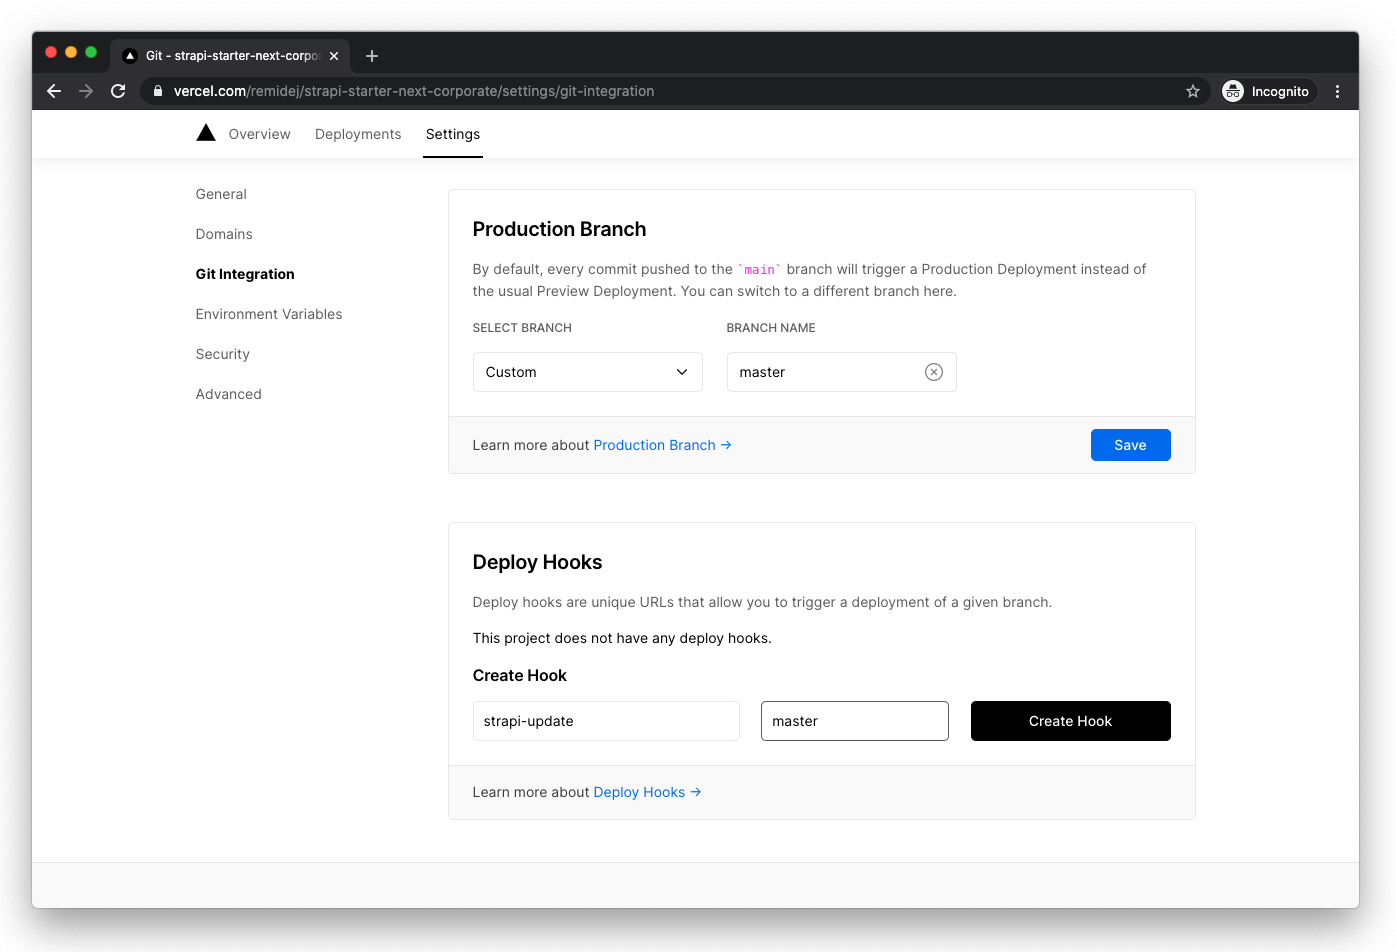 Git - strapi-starter-next-corpo
vercel.com/remidej/strapi-starter-next-corporate/settings/git-integration
Incognito
Overview Deployments Settings
General
Domains
Git Integration
Environment Variables
Security
Advanced
Production Branch
By default, every commit pushed to the `main` branch will trigger a Production Deployment instead of
the usual Preview Deployment. You can switch to a different branch here.
SELECT BRANCH BRANCH NAME
Custom master
Learn more about Production Branch → Save
Deploy Hooks
Deploy hooks are unique URLs that allow you to trigger a deployment of a given branch.
This project does not have any deploy hooks.
Create Hook
strapi-update master Create Hook
Learn more about Deploy Hooks →